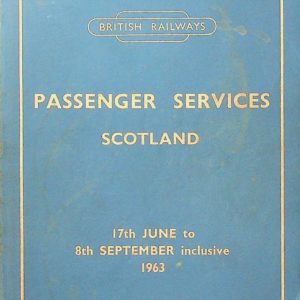 BRITISH RAILWAYS
PASSENGER SERVICES
SCOTLAND
17th JUNE to
8th SEPTEMBER inclusive
1963